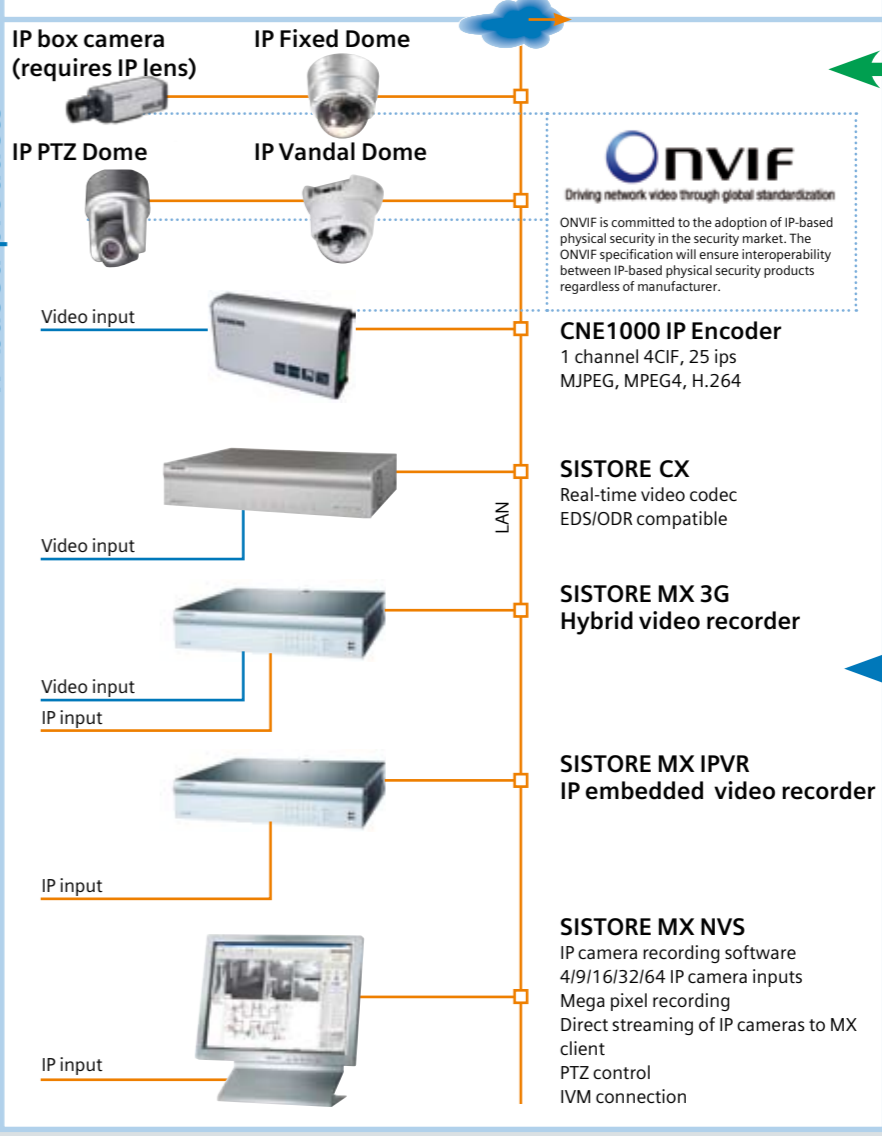 IP box camera
(requires IP lens)
IP Fixed Dome
IP PTZ Dome
IP Vandal Dome
ONVIF
Driving network video through global standardization
ONVIF is committed to the adoption of IP-based
physical security in the security market. The
ONVIF specification will ensure interoperability
between IP-based physical security products
regardless of manufacturer.
Video input
SIEMENS
CNE1000 IP Encoder
1 channel 4CIF, 25 ips
MJPEG, MPEG4, H.264
SISTORE CX
Real-time video codec
EDS/ODR compatible
Video input
LAN
SISTORE MX 3G
Hybrid video recorder
Video input
IP input
SISTORE MX IPVR
IP embedded video recorder
IP input
SISTORE MX NVS
IP camera recording software
4/9/16/32/64 IP camera inputs
Mega pixel recording
Direct streaming of IP cameras to MX
client
PTZ control
IVM connection
IP input